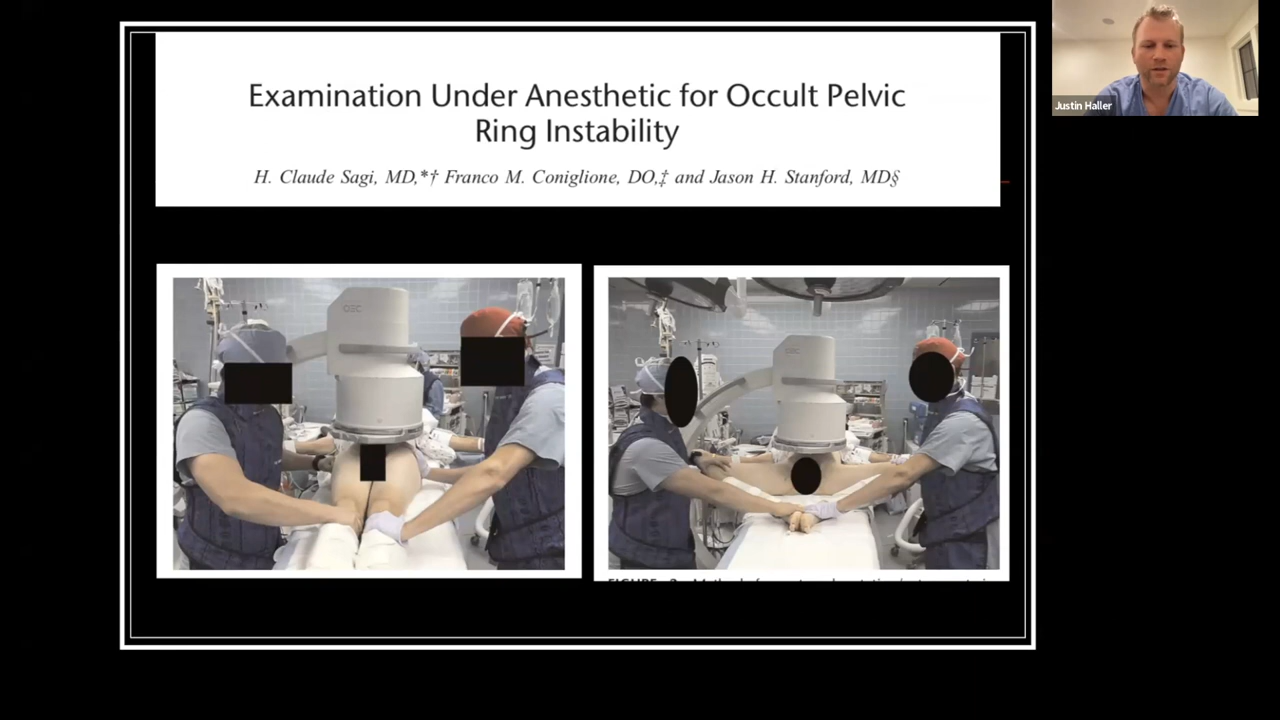 Examination Under Anesthetic for Occult Pelvic
Ring Instability
H. Claude Sagi, MD,*† Franco M. Coniglione, DO,‡ and Jason H. Stanford, MD§
Justin Haller
OEC